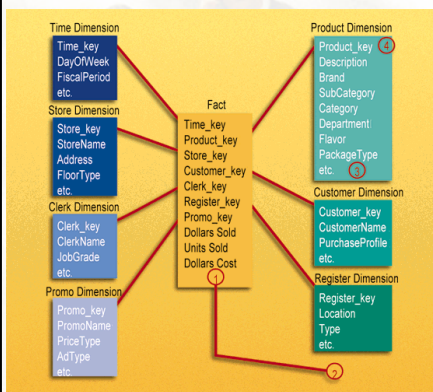 Time Dimension
Time_key
DayOfWeek
FiscalPeriod
etc.
Store Dimension
Store_key
StoreName
Address
FloorType
etc.
Clerk Dimension
Clerk_key
ClerkName
JobGrade
etc.
Promo Dimension
Promo_key
PromoName
PriceType
AdType
etc.
Fact
Time_key
Product_key
Store_key
Customer_key
Clerk_key
Register_key
Promo_key
Dollars Sold
Units Sold
Dollars Cost
1
2
Product Dimension
Product_key 4
Description
Brand
SubCategory
Category
Department
Flavor
PackageType
etc. 3
Customer Dimension
Customer_key
CustomerName
PurchaseProfile
etc.
Register Dimension
Register_key
Location
Type
etc.